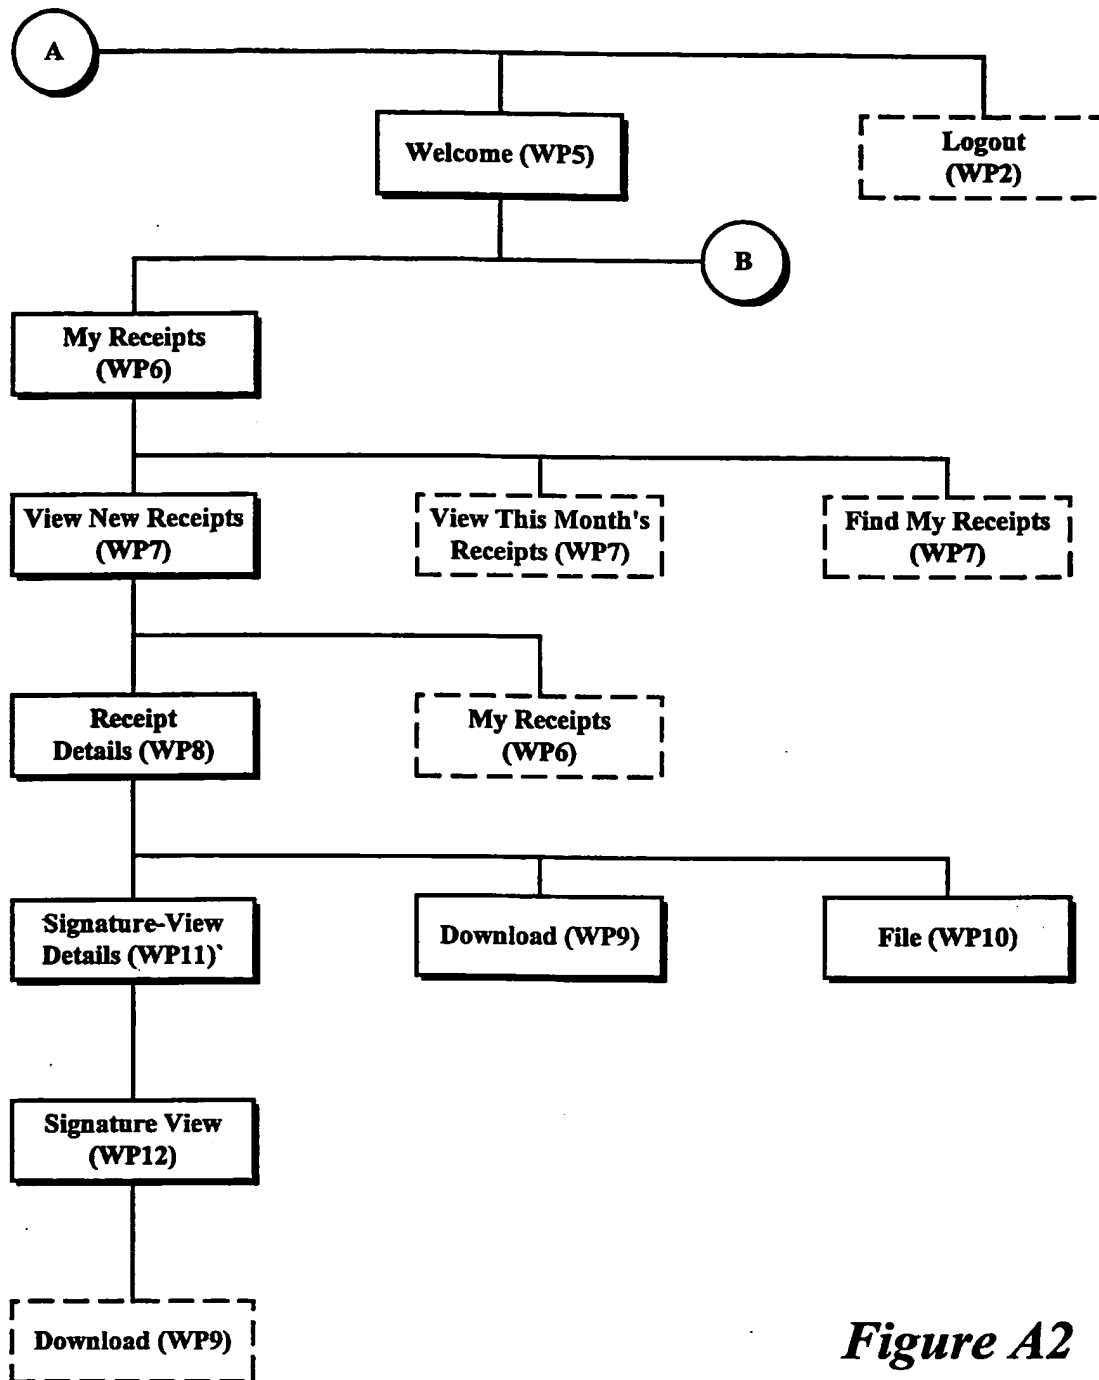 A
Welcome (WP5)
Logout
(WP2)
B
My Receipts
(WP6)
View New Receipts
(WP7)
View This Month's
Receipts (WP7)
Find My Receipts
(WP7)
Receipt
Details (WP8)
My Receipts
(WP6)
Signature-View
Details (WP11)
Download (WP9)
File (WP10)
Signature View
(WP12)
Download (WP9)
Figure A2